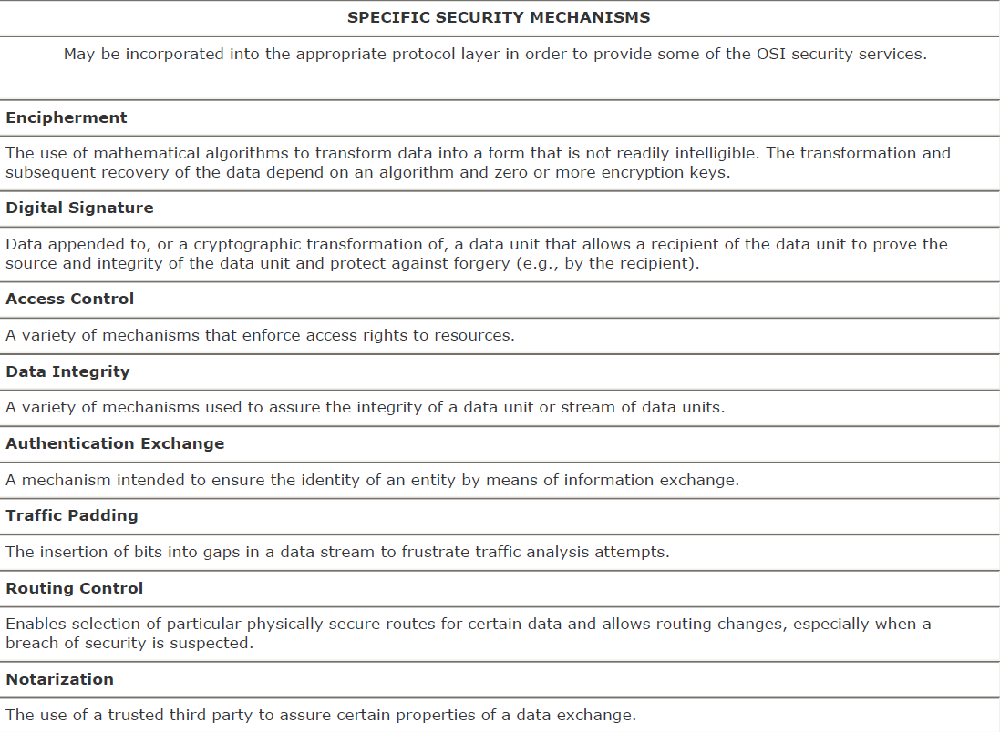 SPECIFIC SECURITY MECHANISMS
May be incorporated into the appropriate protocol layer in order to provide some of the OSI security services.
Encipherment
The use of mathematical algorithms to transform data into a form that is not readily intelligible. The transformation and
subsequent recovery of the data depend on an algorithm and zero or more encryption keys.
Digital Signature
Data appended to, or a cryptographic transformation of, a data unit that allows a recipient of the data unit to prove the
source and integrity of the data unit and protect against forgery (e.g., by the recipient).
Access Control
A variety of mechanisms that enforce access rights to resources.
Data Integrity
A variety of mechanisms used to assure the integrity of a data unit or stream of data units.
Authentication Exchange
A mechanism intended to ensure the identity of an entity by means of information exchange.
Traffic Padding
The insertion of bits into gaps in a data stream to frustrate traffic analysis attempts.
Routing Control
Enables selection of particular physically secure routes for certain data and allows routing changes, especially when a
breach of security is suspected.
Notarization
The use of a trusted third party to assure certain properties of a data exchange.